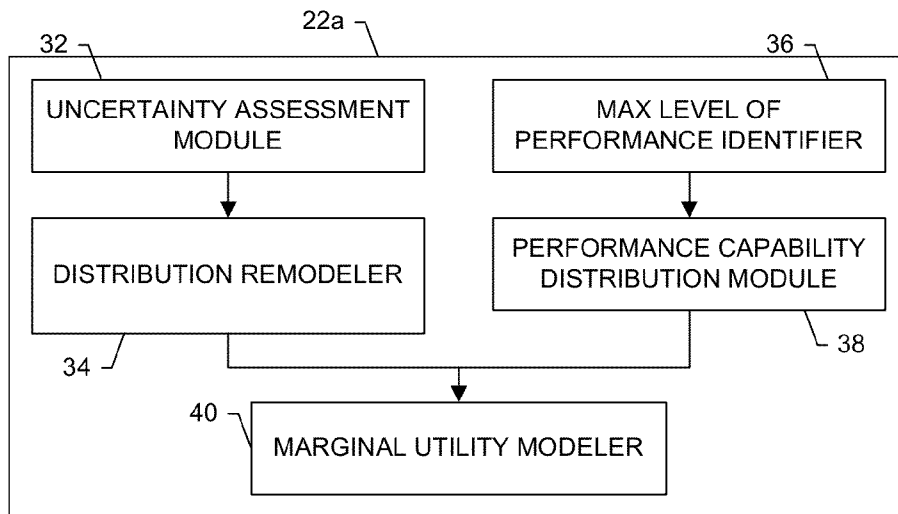 22a
32
36
UNCERTAINTY ASSESSMENT
MODULE
MAX LEVEL OF
PERFORMANCE IDENTIFIER
DISTRIBUTION REMODELER
PERFORMANCE CAPABILITY
DISTRIBUTION MODULE
34
38
40
MARGINAL UTILITY MODELER